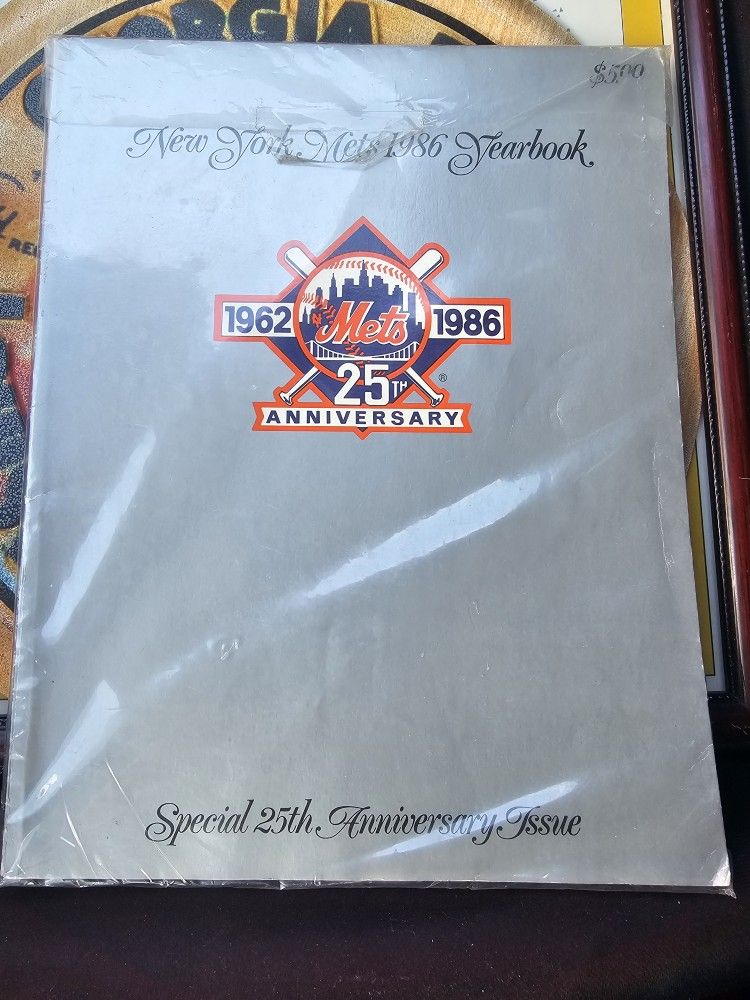 $5.00
New York Mets 1986 Yearbook
1962 Mets 1986
25TH ®
ANNIVERSARY
Special 25th Anniversary Issue